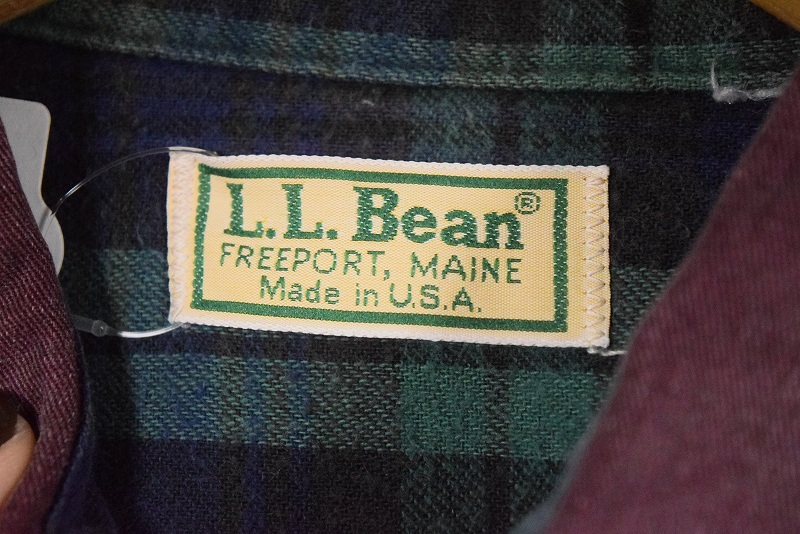 L.L. Bean®
FREEPORT, MAINE
Made in U.S.A.